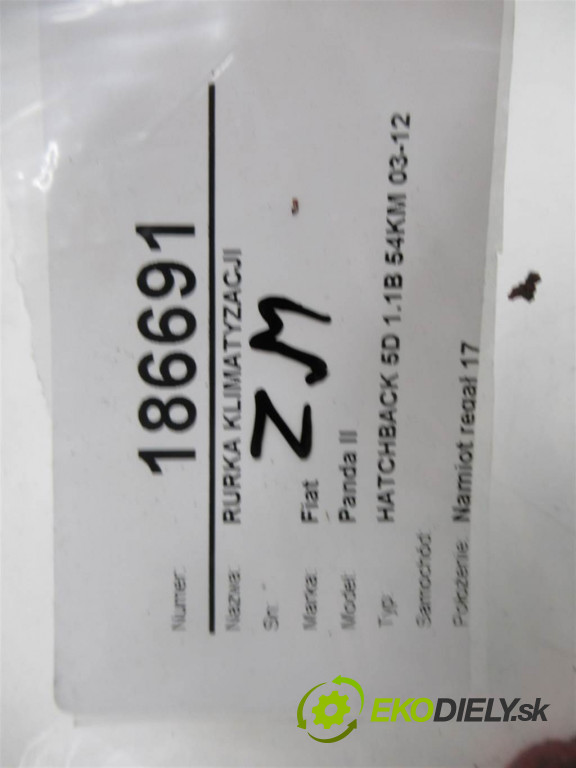 Numer: 186691
Nazwa: RURKA KLIMATYZACJI
Sn:
ZM
Marka: Fiat
Model: Panda II
Typ: HATCHBACK 5D 1.1B 54KM 03-12
Samochód:
Położenie: Namiot regał 17
EKODIELY.sk